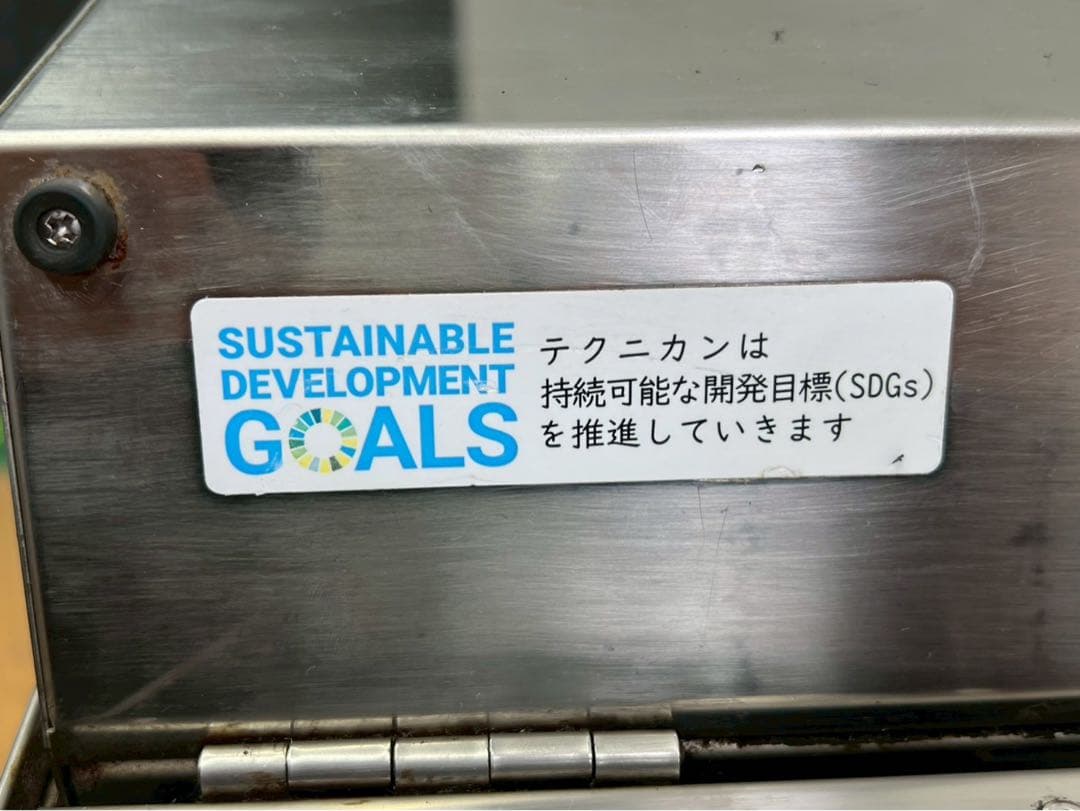 SUSTAINABLE
DEVELOPMENT
GOALS
テクニカンは
持続可能な開発目標(SDGs)
を推進していきます